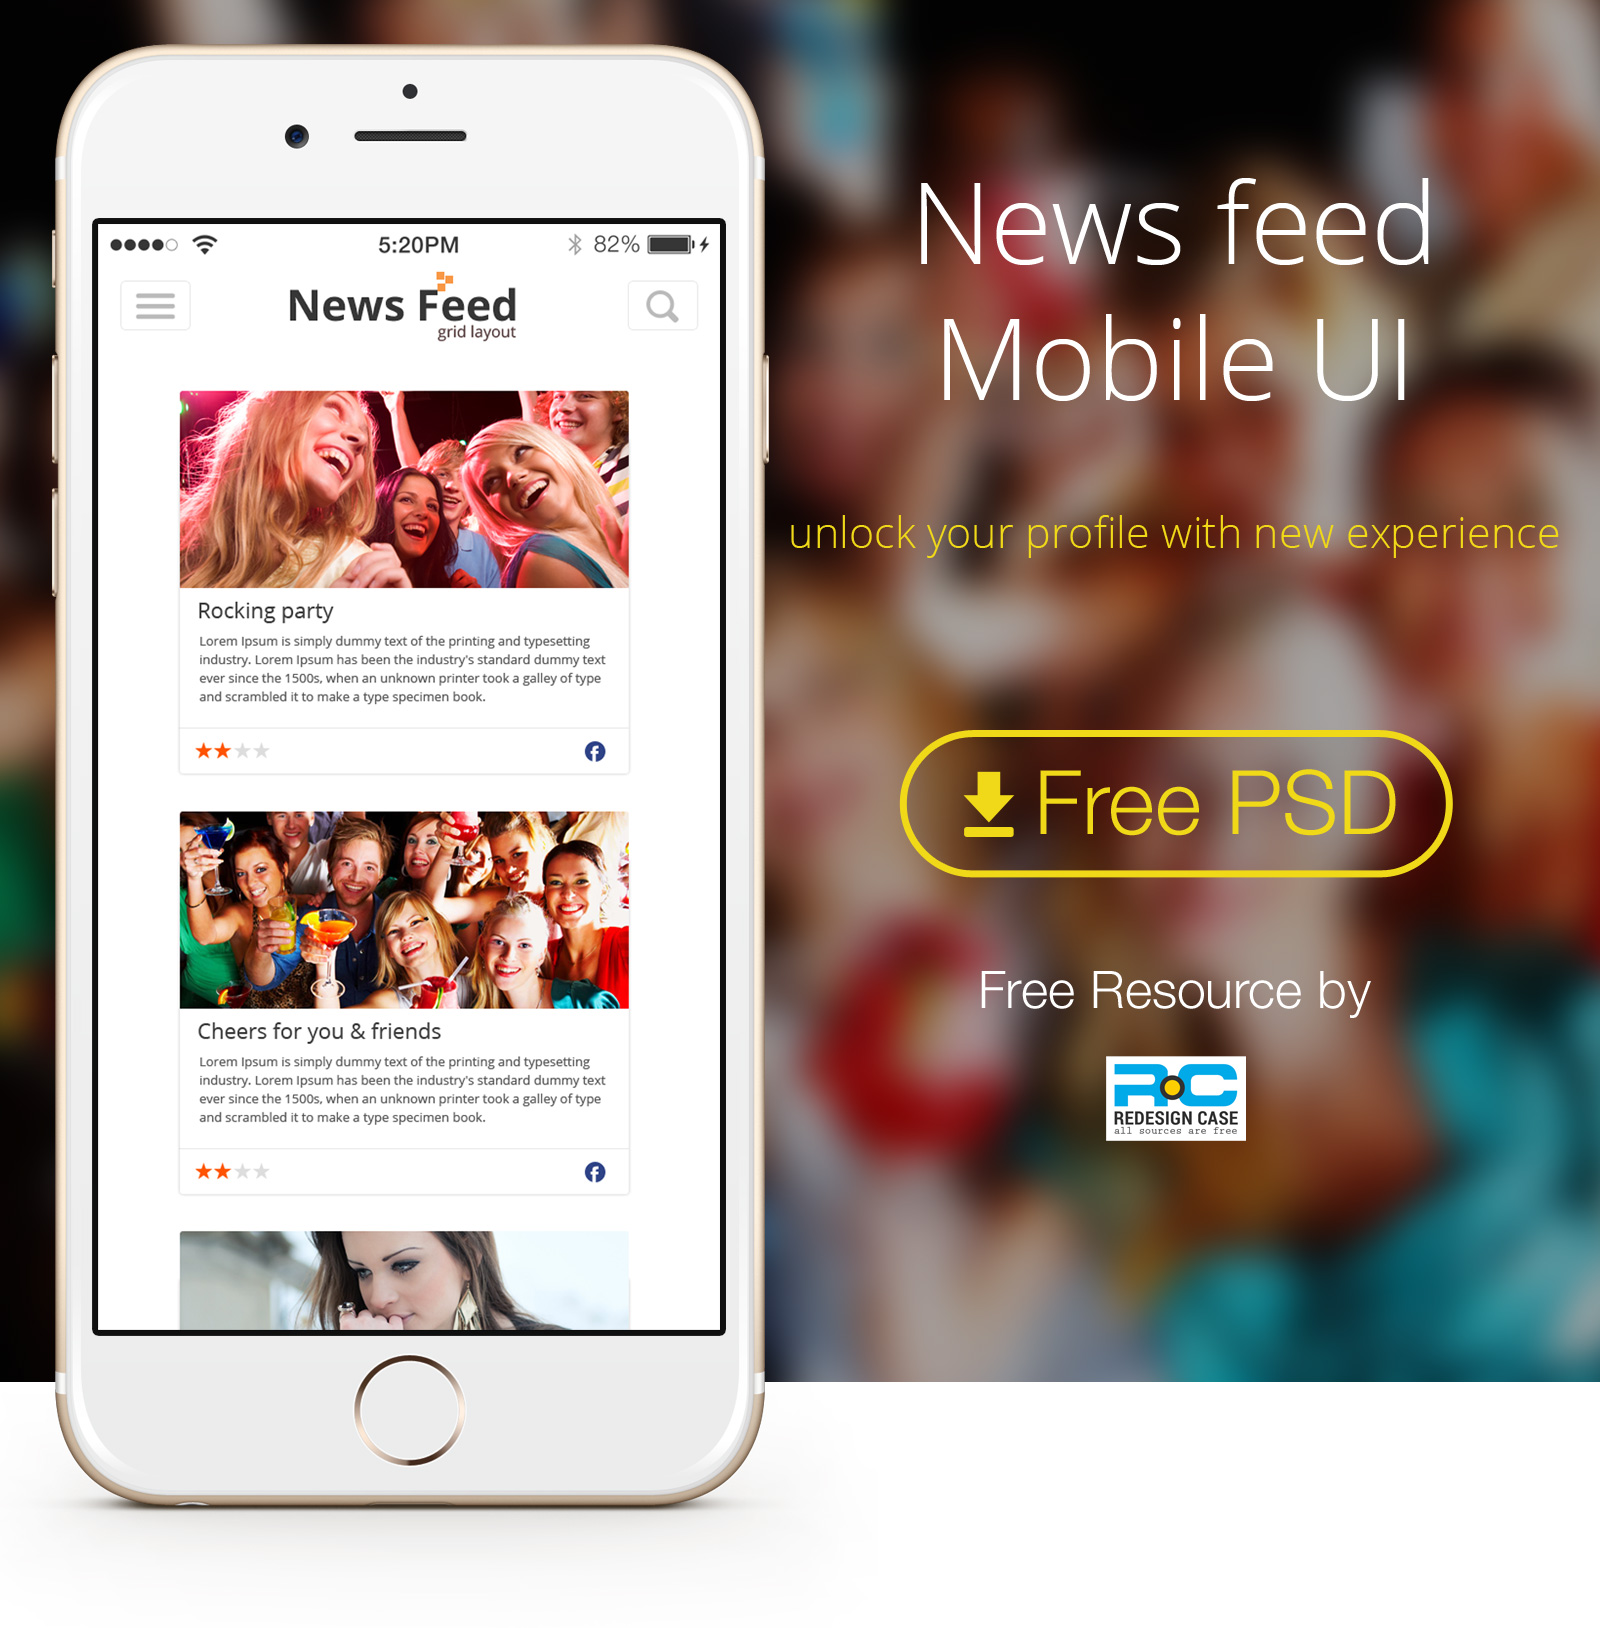 5:20PM
82%
News Feed
grid layout
Rocking party
Lorem Ipsum is simply dummy text of the printing and typesetting
industry. Lorem Ipsum has been the industry's standard dummy text
ever since the 1500s, when an unknown printer took a galley of type
and scrambled it to make a type specimen book.
Cheers for you & friends
Lorem Ipsum is simply dummy text of the printing and typesetting
industry. Lorem Ipsum has been the industry's standard dummy text
ever since the 1500s, when an unknown printer took a galley of type
and scrambled it to make a type specimen book.
News feed
Mobile UI
unlock your profile with new experience
Free PSD
Free Resource by
RC
REDESIGN CASE
all sources are free